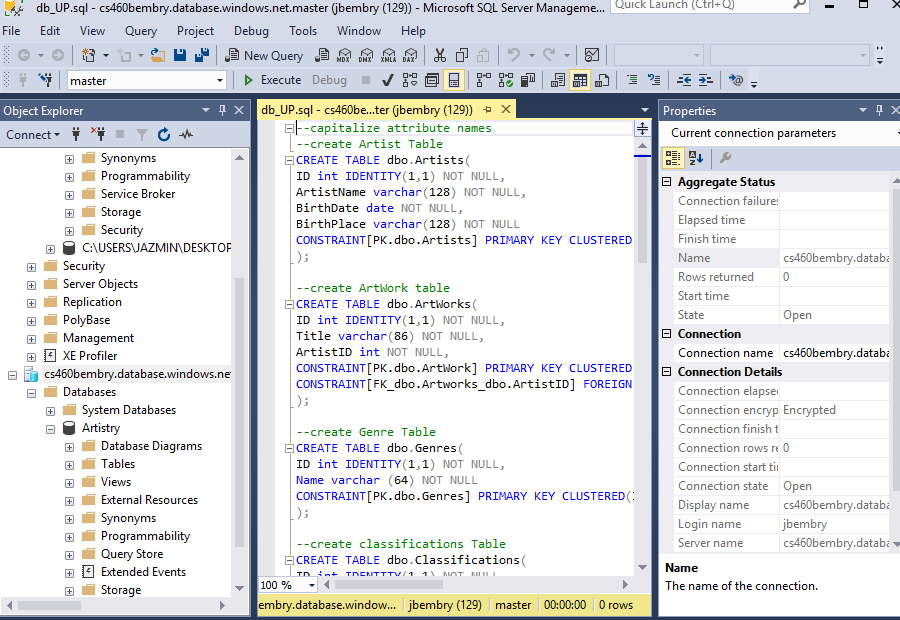 db_UP.sql - cs460bembry.database.windows.net.master (jbembry (129)) - Microsoft SQL Server Manageme...
Quick Launch (Ctrl+Q)
File Edit View Query Project Debug Tools Window Help
New Query MDX DMX XMLA DAX
master Execute Debug
Object Explorer
Connect
Synonyms
Programmability
Service Broker
Storage
Security
C:\USERS\JAZMIN\DESKTOP
Security
Server Objects
Replication
PolyBase
Management
XE Profiler
cs460bembry.database.windows.net
Databases
System Databases
Artistry
Database Diagrams
Tables
Views
External Resources
Synonyms
Programmability
Query Store
Extended Events
Storage
db_UP.sql - cs460be...ter (jbembry (129))
--capitalize attribute names
--create Artist Table
CREATE TABLE dbo.Artists(
ID int IDENTITY(1,1) NOT NULL,
ArtistName varchar(128) NOT NULL,
BirthDate date NOT NULL,
BirthPlace varchar(128) NOT NULL
CONSTRAINT[PK.dbo.Artists] PRIMARY KEY CLUSTERED
);
--create ArtWork table
CREATE TABLE dbo.ArtWorks(
ID int IDENTITY(1,1) NOT NULL,
Title varchar(86) NOT NULL,
ArtistID int NOT NULL,
CONSTRAINT[PK.dbo.ArtWork] PRIMARY KEY CLUSTERED
CONSTRAINT[FK_dbo.Artworks_dbo.ArtistID] FOREIGN
);
--create Genre Table
CREATE TABLE dbo.Genres(
ID int IDENTITY(1,1) NOT NULL,
Name varchar (64) NOT NULL
CONSTRAINT[PK.dbo.Genres] PRIMARY KEY CLUSTERED(I
);
--create classifications Table
CREATE TABLE dbo.Classifications(
ID int IDENTITY(1,1) NOT NULL,
100 %
embry.database.window... jbembry (129) master 00:00:00 0 rows
Properties
Current connection parameters
Aggregate Status
Connection failures
Elapsed time
Finish time
Name cs460bembry.databa
Rows returned 0
Start time
State Open
Connection
Connection name cs460bembry.databa
Connection Details
Connection elapsed
Connection encryp Encrypted
Connection finish t
Connection rows re 0
Connection start tir
Connection state Open
Display name cs460bembry.databa
Login name jbembry
Server name cs460bembry.databa
Name
The name of the connection.